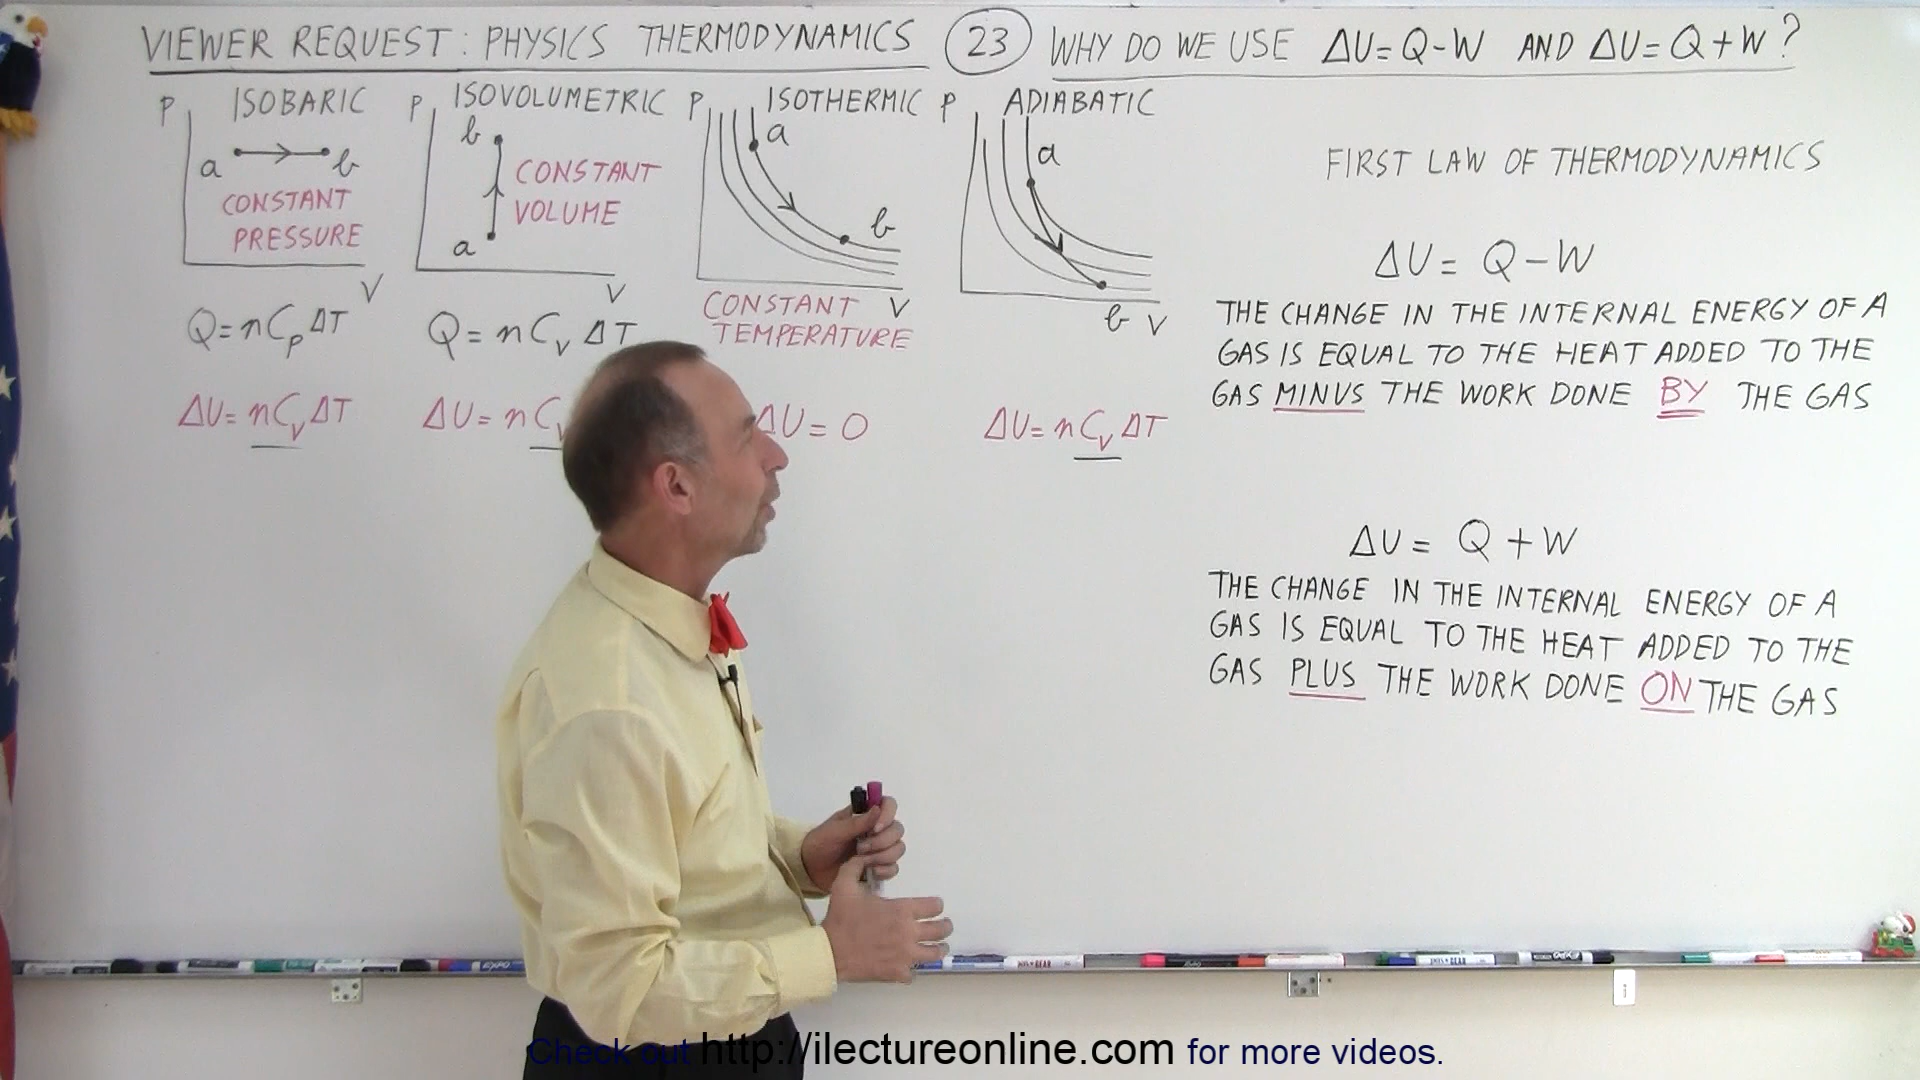 VIEWER REQUEST: PHYSICS THERMODYNAMICS 23 WHY DO WE USE ΔU=Q-W AND ΔU=Q+W?
P ISOBARIC
a b
CONSTANT
PRESSURE
V
Q=nCpΔT
ΔU=nCvΔT
P ISOVOLUMETRIC
b
CONSTANT
VOLUME
a
V
Q=nCvΔT
ΔU=nCv
P ISOTHERMIC
a
b
CONSTANT V
TEMPERATURE
ΔU=0
P ADIABATIC
a
b V
ΔU=nCvΔT
FIRST LAW OF THERMODYNAMICS
ΔU=Q-W
THE CHANGE IN THE INTERNAL ENERGY OF A
GAS IS EQUAL TO THE HEAT ADDED TO THE
GAS MINUS THE WORK DONE BY THE GAS
ΔU=Q+W
THE CHANGE IN THE INTERNAL ENERGY OF A
GAS IS EQUAL TO THE HEAT ADDED TO THE
GAS PLUS THE WORK DONE ON THE GAS
EXPO
Check out http://ilectureonline.com for more videos.